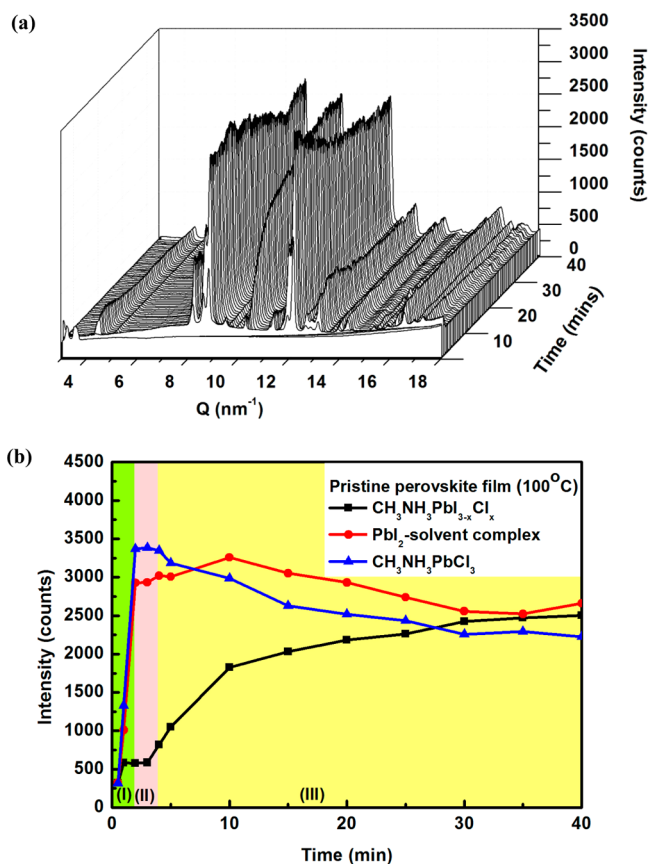 (a)
3500
3000
2500
2000
1500
1000
500
0
Intensity (counts)
40
30
20
10
Time (mins)
4 6 8 10 12 14 16 18
Q (nm⁻¹)
(b)
4500
4000
3500
3000
2500
2000
1500
1000
500
0
Intensity (counts)
Pristine perovskite film (100°C)
CH₃NH₃PbI₃₋ₓClₓ
PbI₂-solvent complex
CH₃NH₃PbCl₃
(I) (II) (III)
0 10 20 30 40
Time (min)